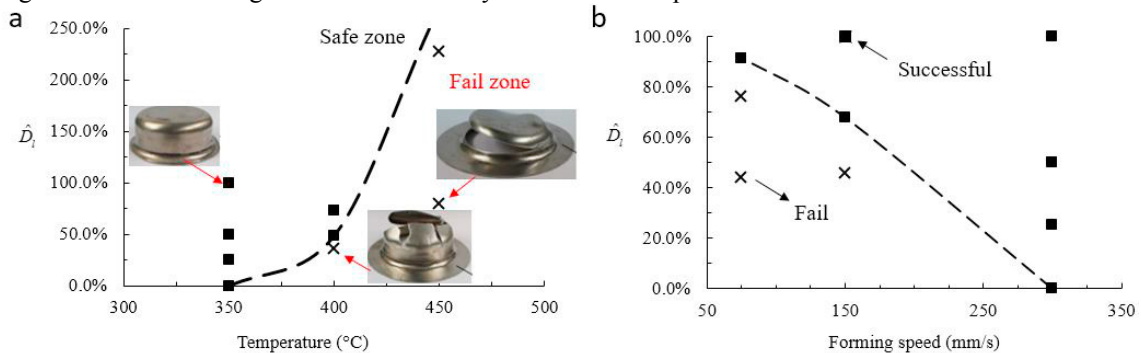 a
250.0%
200.0%
150.0%
100.0%
50.0%
0.0%
D̂l
Safe zone
Fail zone
300 350 400 450 500
Temperature (°C)
b
100.0%
80.0%
60.0%
40.0%
20.0%
0.0%
D̂l
Successful
Fail
50 150 250 350
Forming speed (mm/s)